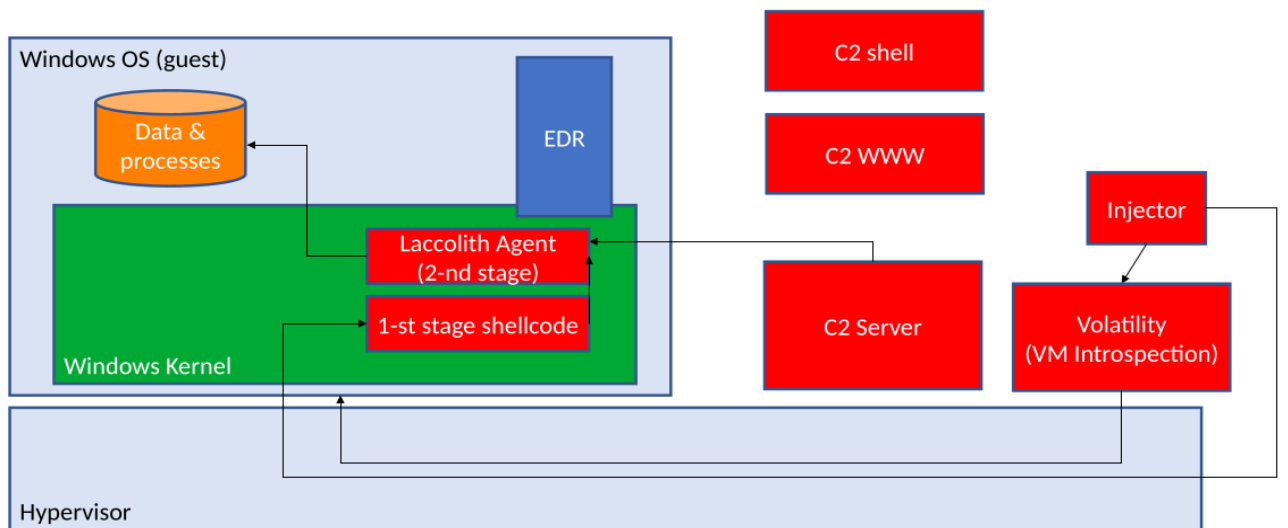 Windows OS (guest)
Data &
processes
EDR
Laccolith Agent
(2-nd stage)
1-st stage shellcode
Windows Kernel
C2 shell
C2 WWW
C2 Server
Injector
Volatility
(VM Introspection)
Hypervisor